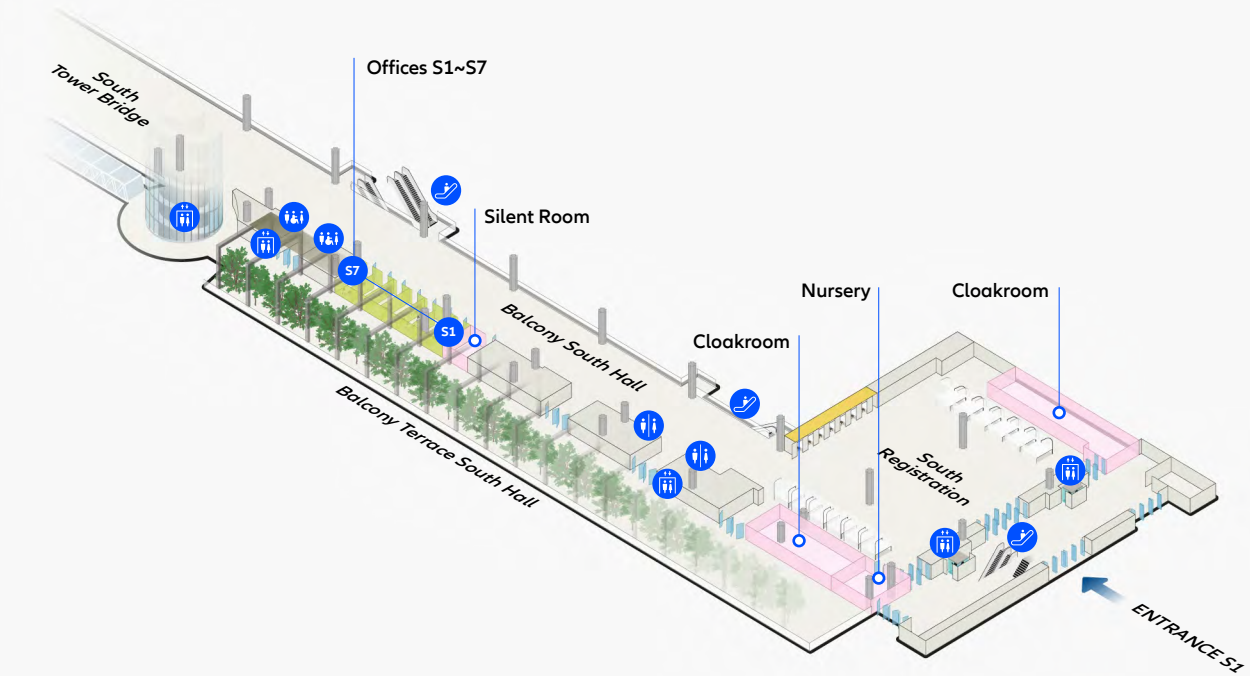 Offices S1~S7
South
Tower Bridge
Silent Room
S7
S1
Nursery
Cloakroom
Balcony South Hall
Cloakroom
Balcony Terrace South Hall
South
Registration
ENTRANCE S1